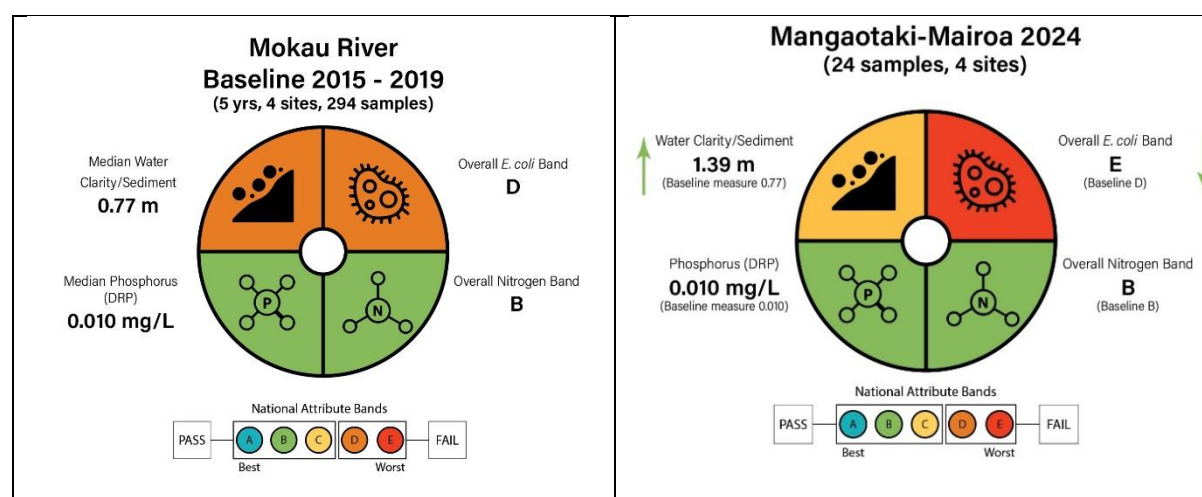 Mokau River
Baseline 2015 - 2019
(5 yrs, 4 sites, 294 samples)
Median Water
Clarity/Sediment
0.77 m
Overall E. coli Band
D
Median Phosphorus
(DRP)
0.010 mg/L
Overall Nitrogen Band
B
P
N
National Attribute Bands
PASS
A
B
C
D
E
FAIL
Best
Worst
Mangaotaki-Mairoa 2024
(24 samples, 4 sites)
Water Clarity/Sediment
1.39 m
(Baseline measure 0.77)
Overall E. coli Band
E
(Baseline D)
Phosphorus (DRP)
0.010 mg/L
(Baseline measure 0.010)
Overall Nitrogen Band
B
(Baseline B)
P
N
National Attribute Bands
PASS
A
B
C
D
E
FAIL
Best
Worst